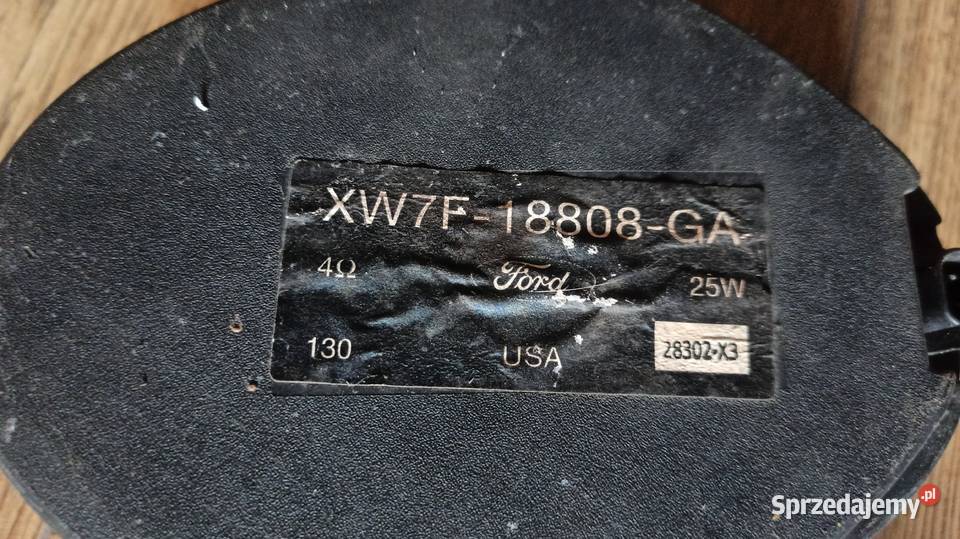 XW7F-18808-GA
4Ω Ford 25W
130 USA 28302-X3
Sprzedajemy.pl